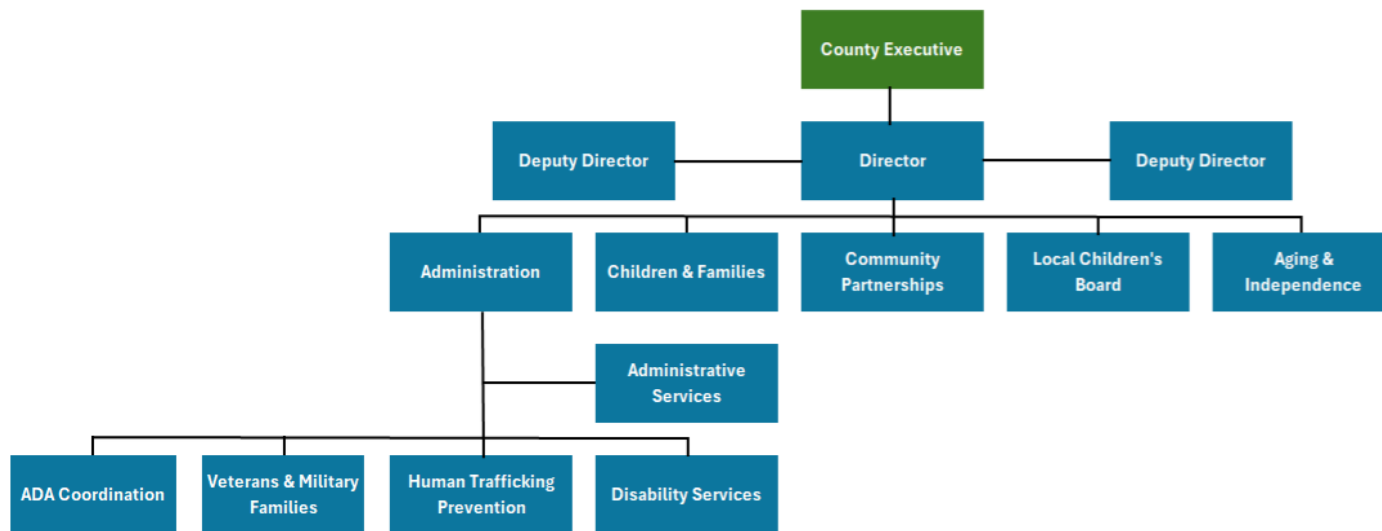 County Executive
Deputy Director
Director
Deputy Director
Administration
Children & Families
Community
Partnerships
Local Children's
Board
Aging &
Independence
Administrative
Services
ADA Coordination
Veterans & Military
Families
Human Trafficking
Prevention
Disability Services